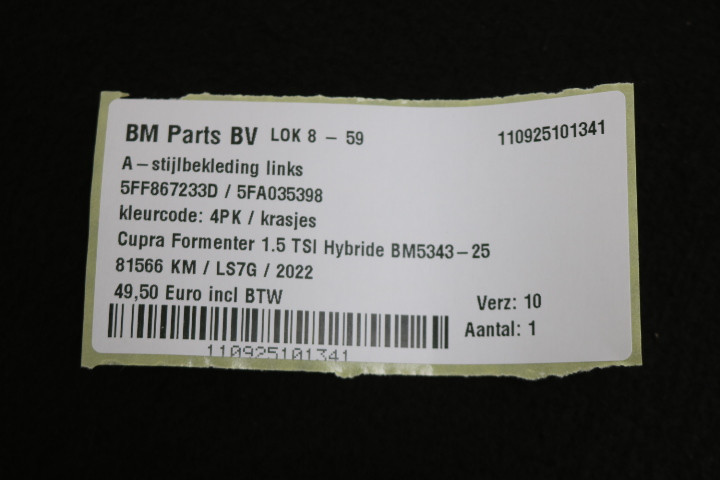 BM Parts BV LOK 8 – 59 110925101341
A–stijlbekleding links
5FF867233D / 5FA035398
kleurcode: 4PK / krasjes
Cupra Formenter 1.5 TSI Hybride BM5343–25
81566 KM / LS7G / 2022
49,50 Euro incl BTW
Verz: 10
Aantal: 1
110925101341